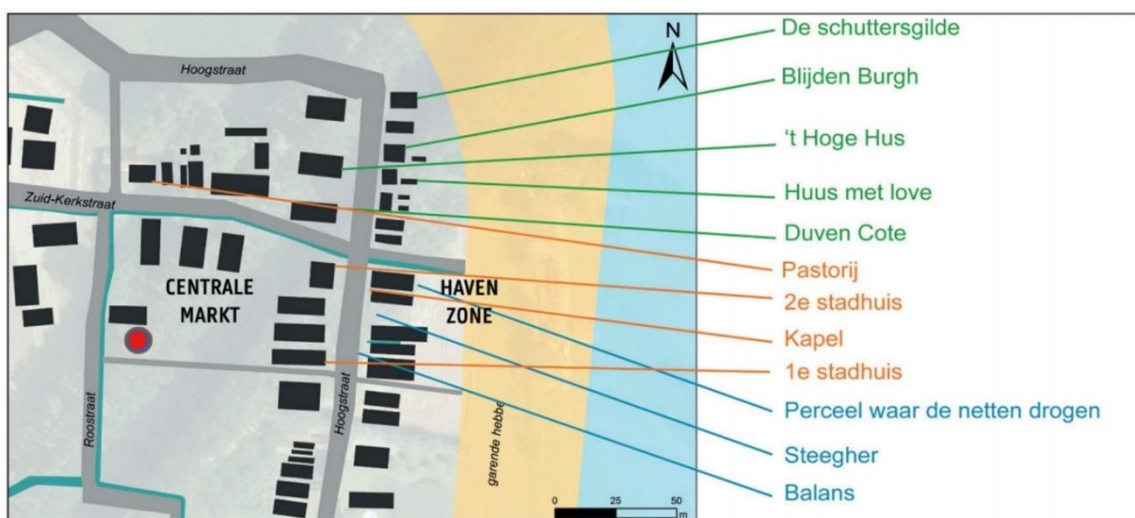 De schuttersgilde
N
Hoogstraat
Blijden Burgh
't Hoge Hus
Zuid-Kerkstraat
Huus met love
Duven Cote
Pastorij
CENTRALE
MARKT
HAVEN
ZONE
2e stadhuis
Kapel
1e stadhuis
Roostraat
Hoogstraat
garende hebbe
Perceel waar de netten drogen
Steegher
Balans
0 25 50
m